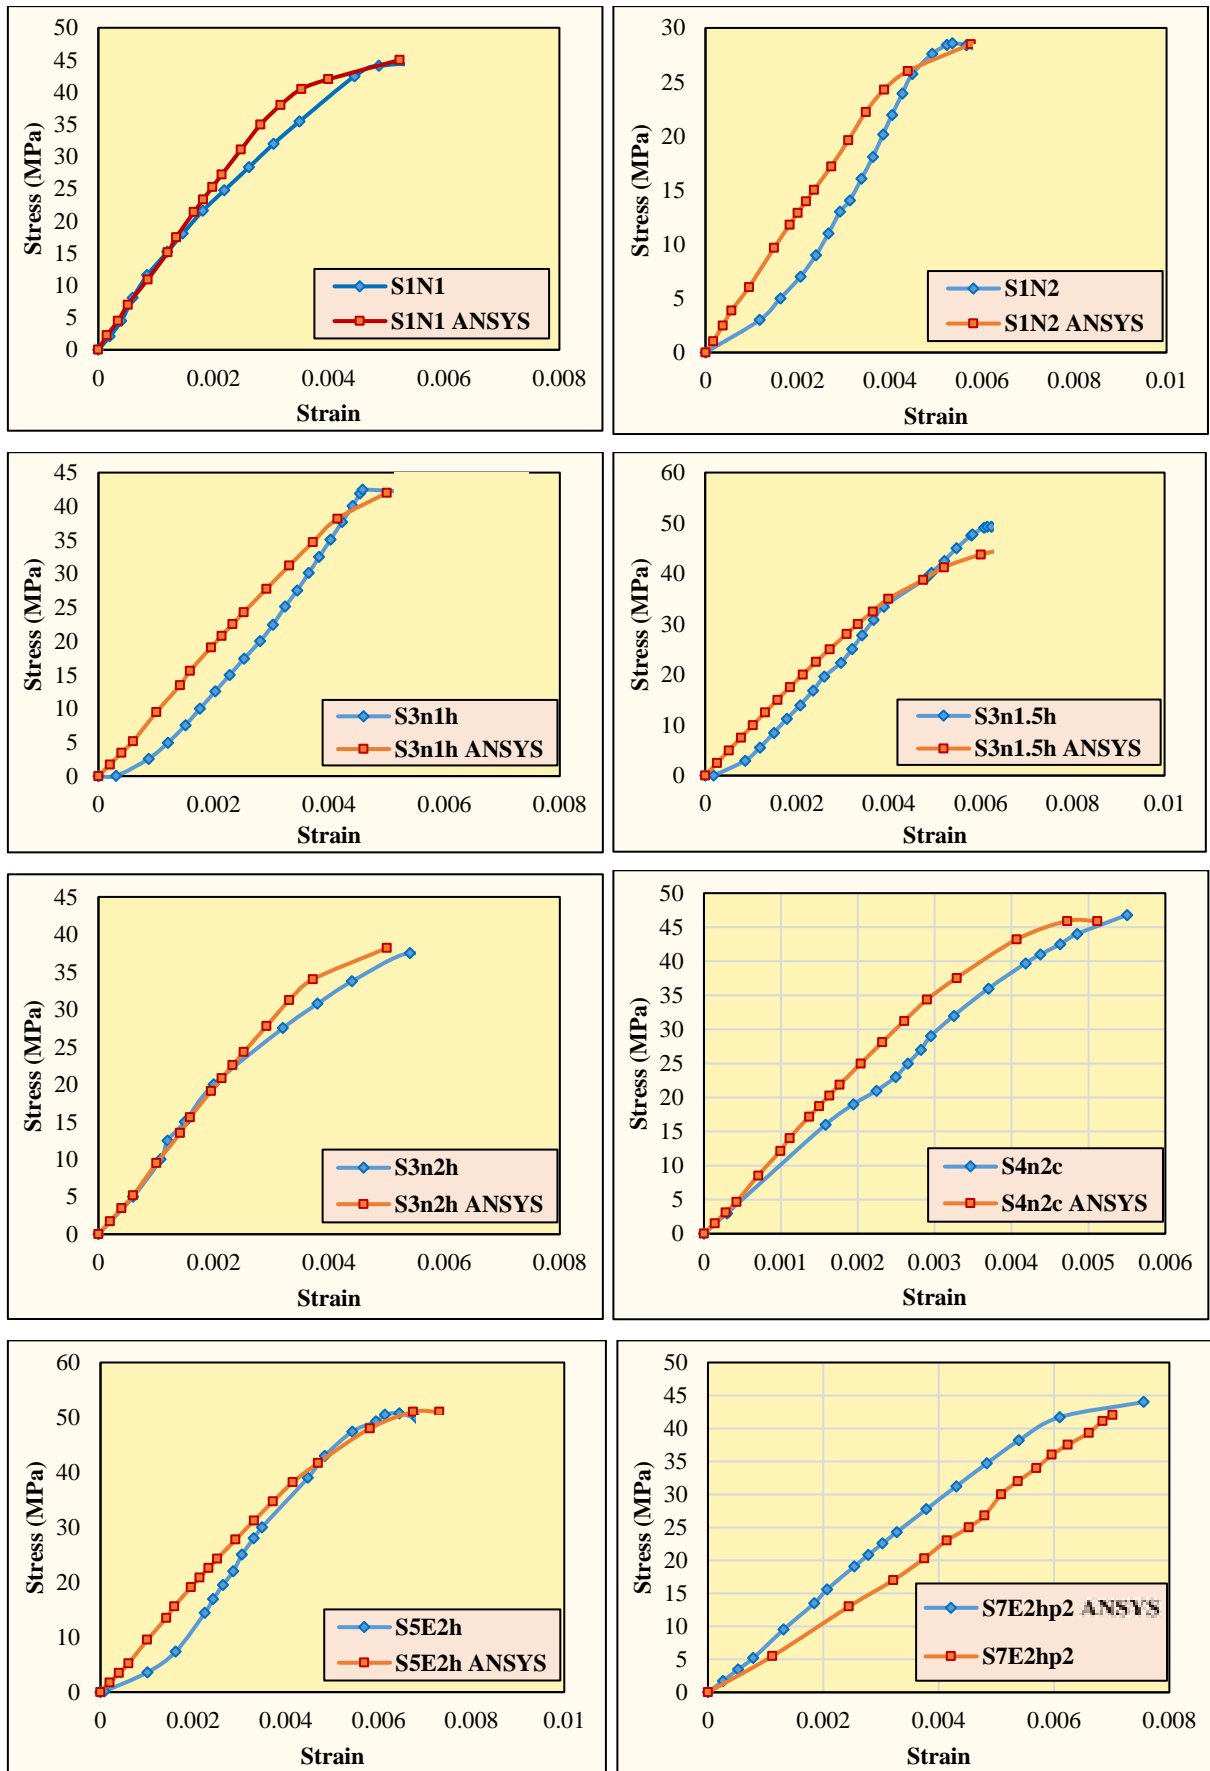 50
45
40
35
30
25
20
15
10
5
0
Stress (MPa)
0 0.002 0.004 0.006 0.008
Strain
S1N1
S1N1 ANSYS
30
25
20
15
10
5
0
Stress (MPa)
0 0.002 0.004 0.006 0.008 0.01
Strain
S1N2
S1N2 ANSYS
45
40
35
30
25
20
15
10
5
0
Stress (MPa)
0 0.002 0.004 0.006 0.008
Strain
S3n1h
S3n1h ANSYS
60
50
40
30
20
10
0
Stress (MPa)
0 0.002 0.004 0.006 0.008 0.01
Strain
S3n1.5h
S3n1.5h ANSYS
45
40
35
30
25
20
15
10
5
0
Stress (MPa)
0 0.002 0.004 0.006 0.008
Strain
S3n2h
S3n2h ANSYS
50
45
40
35
30
25
20
15
10
5
0
Stress (MPa)
0 0.001 0.002 0.003 0.004 0.005 0.006
Strain
S4n2c
S4n2c ANSYS
60
50
40
30
20
10
0
Stress (MPa)
0 0.002 0.004 0.006 0.008 0.01
Strain
S5E2h
S5E2h ANSYS
50
45
40
35
30
25
20
15
10
5
0
Stress (MPa)
0 0.002 0.004 0.006 0.008
Strain
S7E2hp2 ANSYS
S7E2hp2